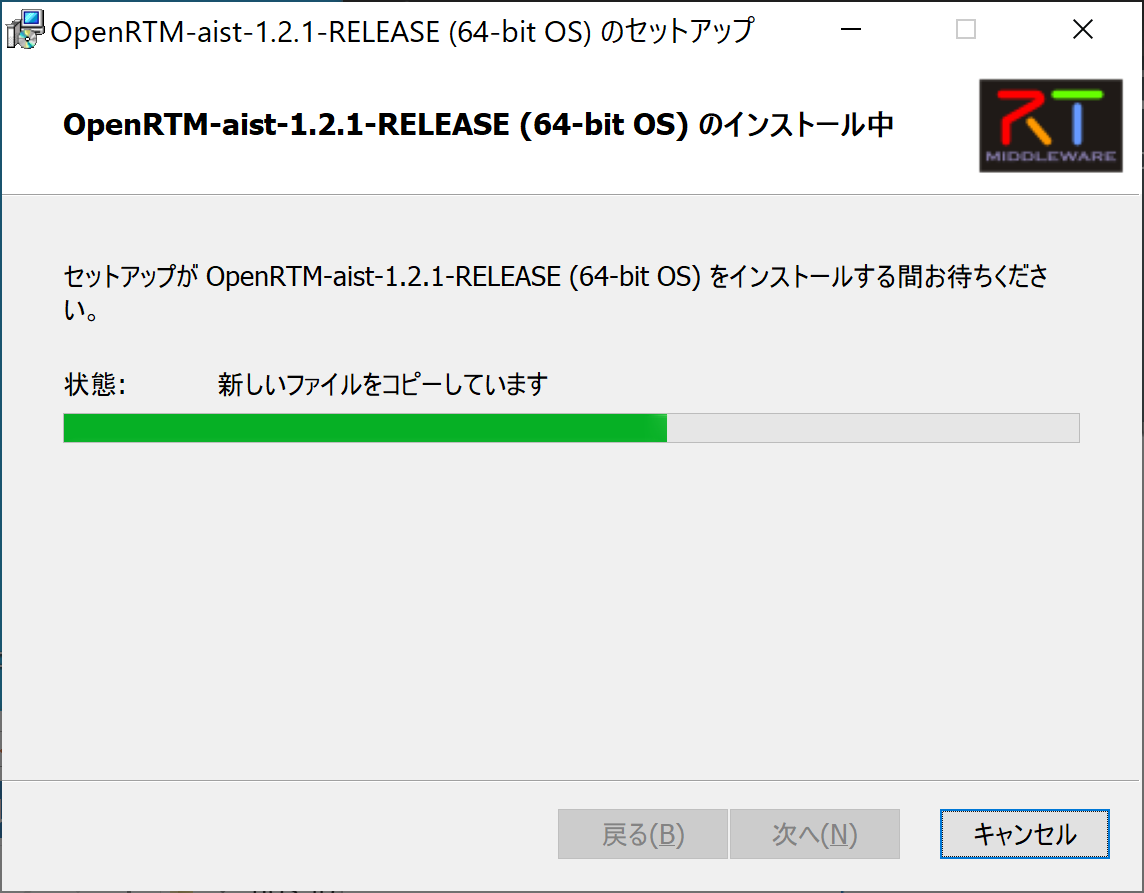 OpenRTM-aist-1.2.1-RELEASE (64-bit OS) のセットアップ
OpenRTM-aist-1.2.1-RELEASE (64-bit OS) のインストール中
RT
MIDDLEWARE
セットアップが OpenRTM-aist-1.2.1-RELEASE (64-bit OS) をインストールする間お待ちくださ
い。
状態: 新しいファイルをコピーしています
戻る(B) 次へ(N) キャンセル